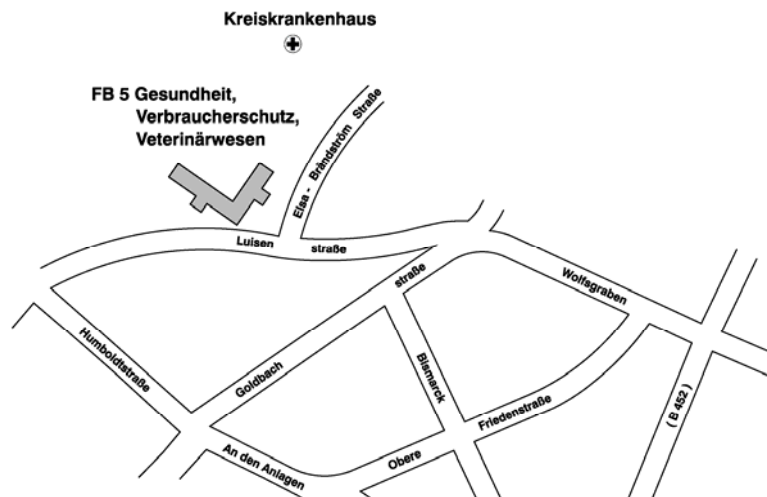 Kreiskrankenhaus
FB 5 Gesundheit,
Verbraucherschutz,
Veterinärwesen
Elsa - Brändström Straße
Luisen straße
Wolfsgraben
Goldbach straße
Humboldtstraße
Bismarck
Obere Friedenstraße
( B 452 )
An den Anlagen